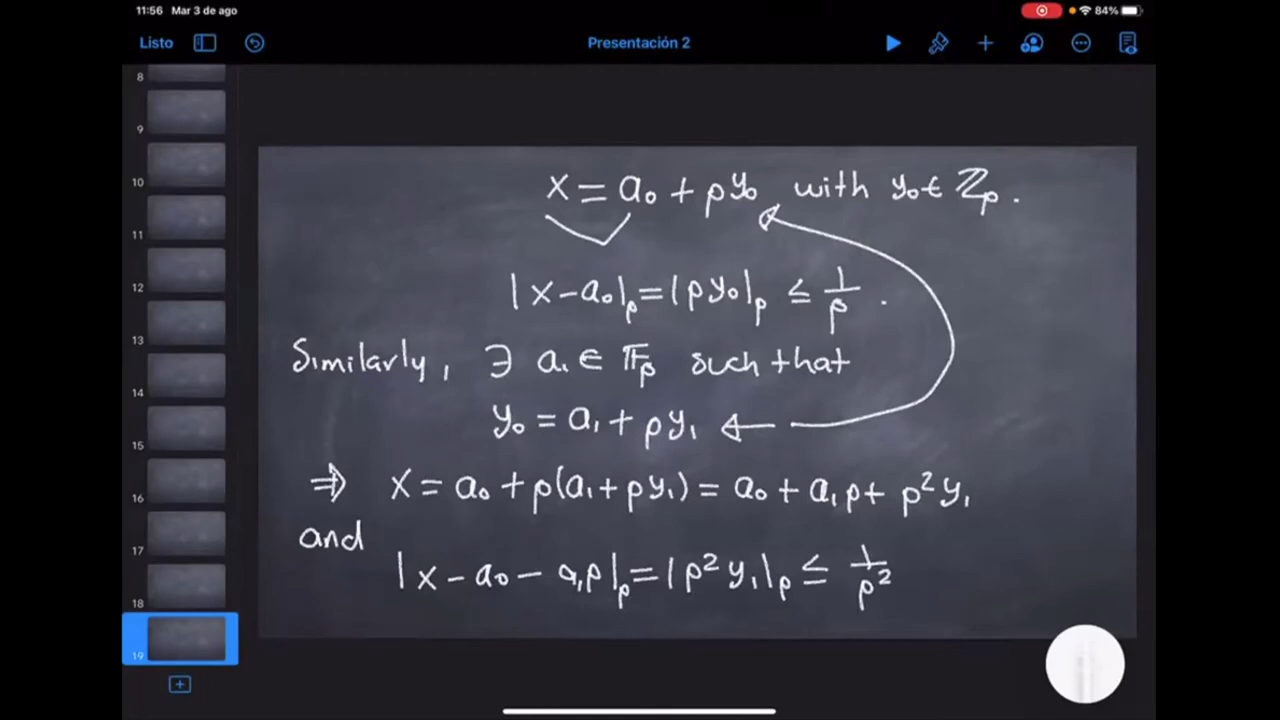 11:56 Mar 3 de ago 84%
Listo Presentación 2
8
9
10
11
12
13
14
15
16
17
18
19
x = a₀ + py₀ with y₀ ∈ ℤₚ.
|x - a₀|ₚ = |py₀|ₚ ≤ 1/p.
Similarly, ∃ a₁ ∈ 𝔽ₚ such that
y₀ = a₁ + py₁
⇒ x = a₀ + p(a₁ + py₁) = a₀ + a₁p + p²y₁
and
|x - a₀ - a₁p|ₚ = |p²y₁|ₚ ≤ 1/p²